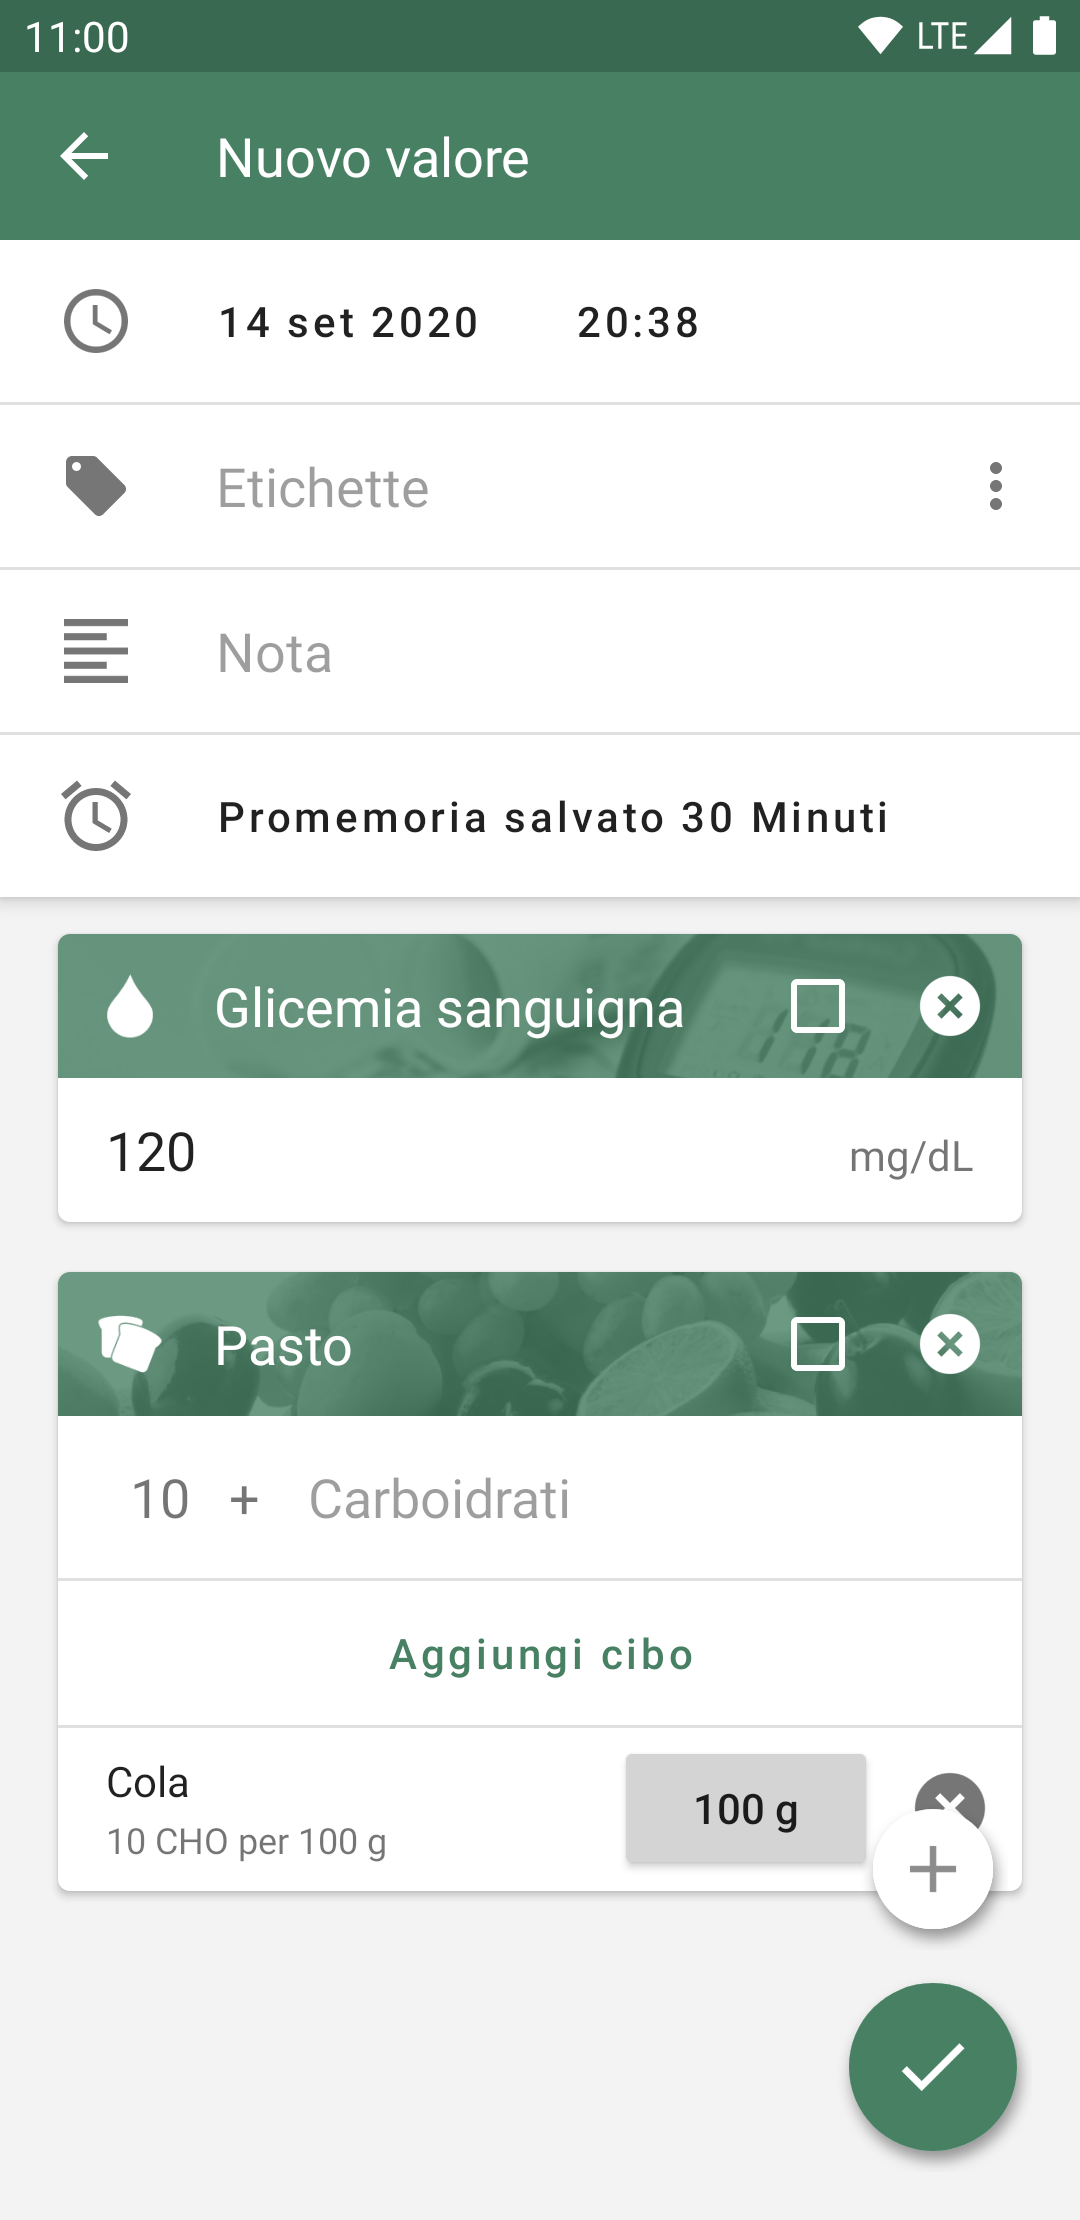 11:00 LTE
Nuovo valore
14 set 2020 20:38
Etichette
Nota
Promemoria salvato 30 Minuti
Glicemia sanguigna
178
120 mg/dL
Pasto
10 + Carboidrati
Aggiungi cibo
Cola
10 CHO per 100 g
100 g